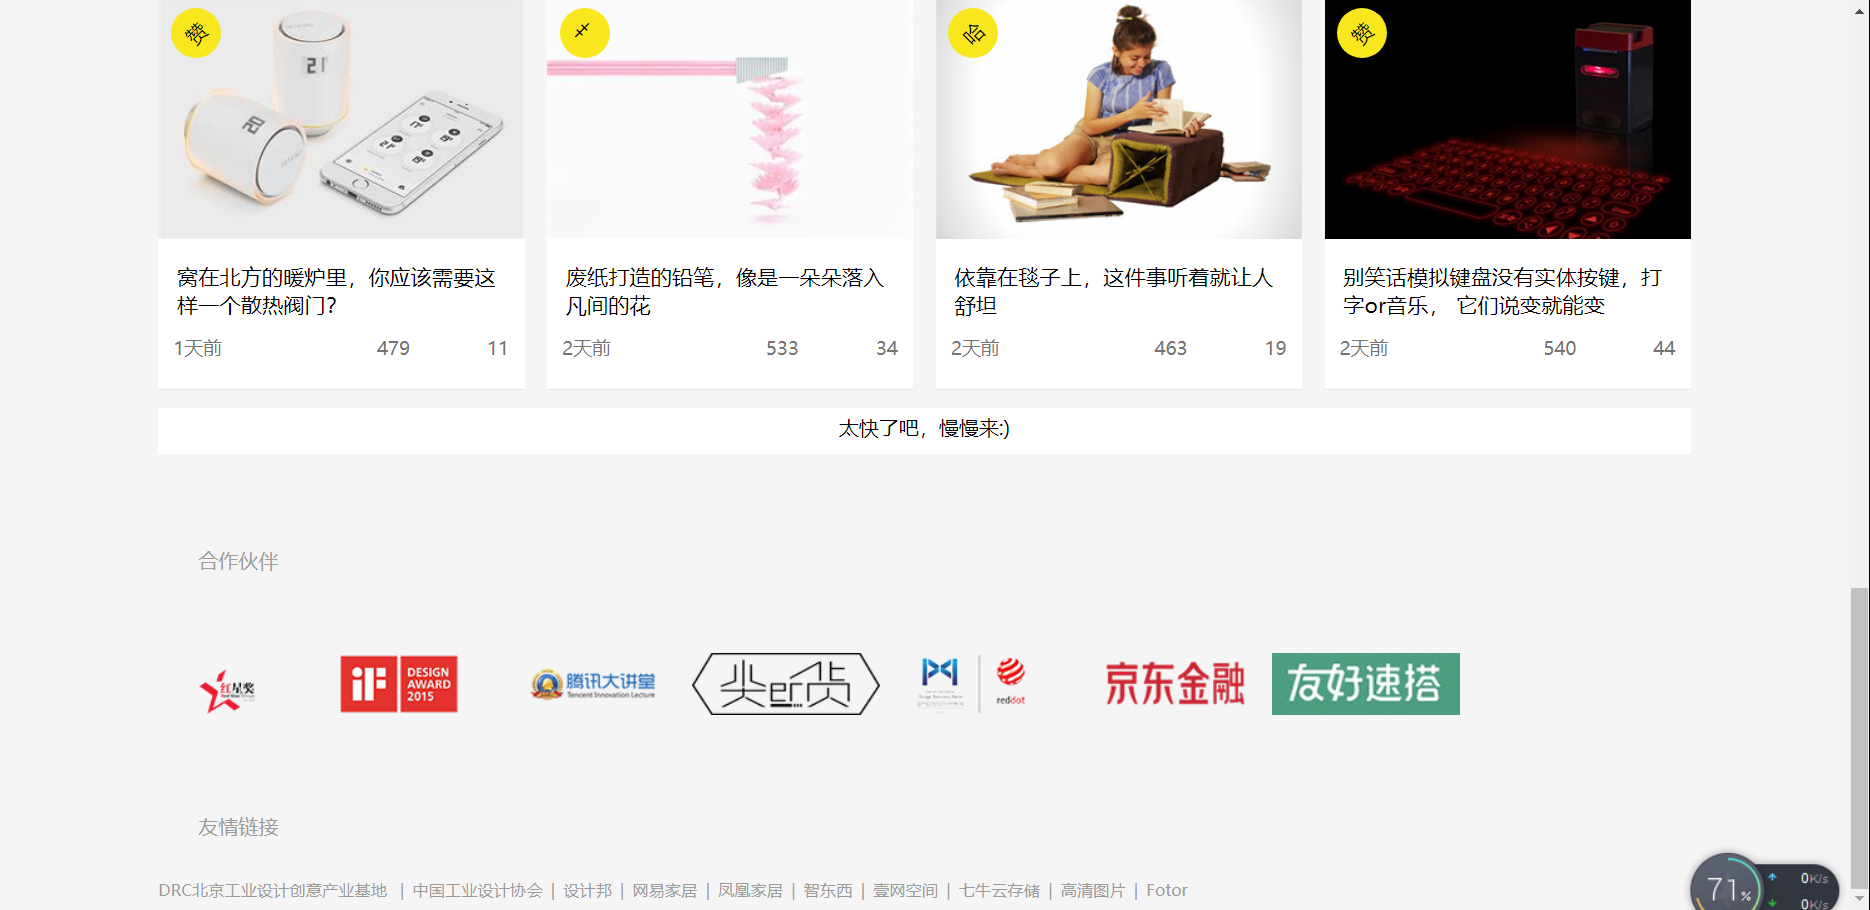 赞
哈
赞
21
20
窝在北方的暖炉里，你应该需要这
样一个散热阀门？
1天前 479 11
废纸打造的铅笔，像是一朵朵落入
凡间的花
2天前 533 34
依靠在毯子上，这件事听着就让人
舒坦
2天前 463 19
别笑话模拟键盘没有实体按键，打
字or音乐， 它们说变就能变
2天前 540 44
太快了吧，慢慢来:)
合作伙伴
红星奖
iF DESIGN AWARD 2015
腾讯大讲堂
Tencent Innovation Lecture
尖er货
reddot
京东金融
友好速搭
友情链接
DRC北京工业设计创意产业基地 | 中国工业设计协会 | 设计邦 | 网易家居 | 凤凰家居 | 智东西 | 壹网空间 | 七牛云存储 | 高清图片 | Fotor
71%
0K/s
0K/s